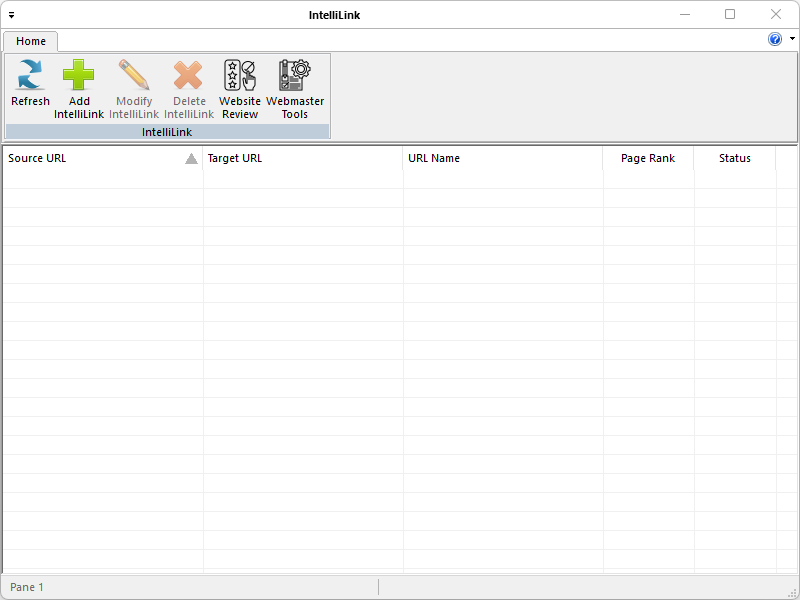 IntelliLink
Home
Refresh
Add IntelliLink
Modify IntelliLink
Delete IntelliLink
Website Review
Webmaster Tools
IntelliLink
Source URL
Target URL
URL Name
Page Rank
Status
Pane 1